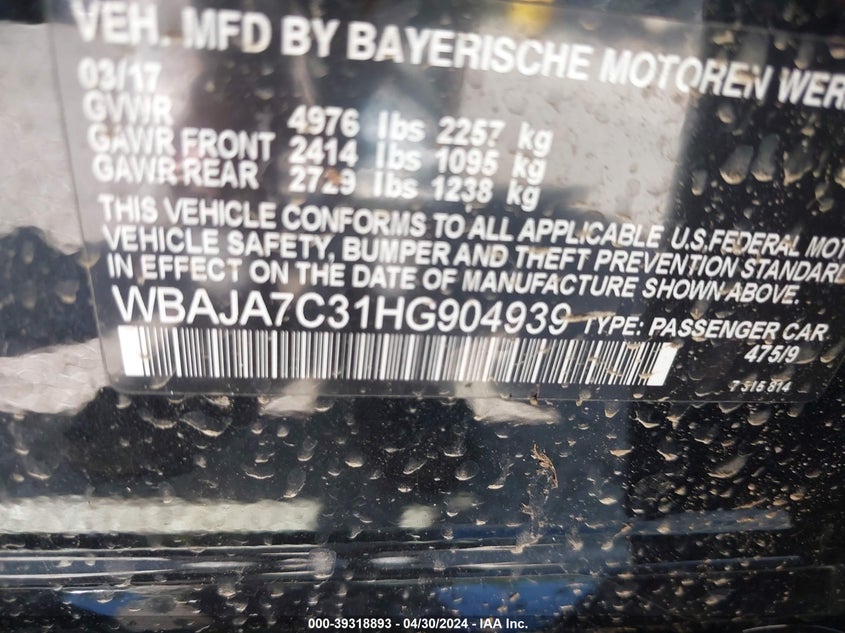 VEH. MFD BY BAYERISCHE MOTOREN WER
03/17
GVWR 4976 lbs 2257 kg
GAWR FRONT 2414 lbs 1095 kg
GAWR REAR 2729 lbs 1238 kg
THIS VEHICLE CONFORMS TO ALL APPLICABLE U.S.FEDERAL MOT
VEHICLE SAFETY, BUMPER AND THEFT PREVENTION STANDARD
IN EFFECT ON THE DATE OF MANUFACTURE SHOWN ABOVE.
WBAJA7C31HG904939 TYPE: PASSENGER CAR
475/9
7 316 814
000-39318893 - 04/30/2024 - IAA Inc.